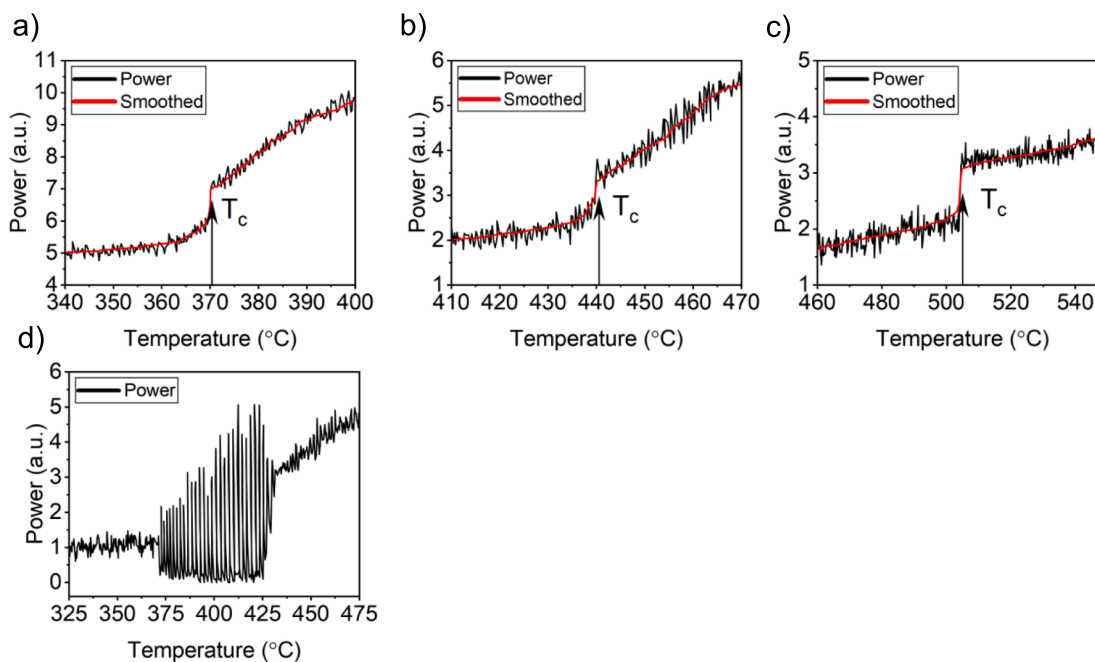 a)
11
10
9
8
7
6
5
4
Power (a.u.)
Power
Smoothed
Tc
340 350 360 370 380 390 400
Temperature (°C)
b)
6
5
4
3
2
1
Power (a.u.)
Power
Smoothed
Tc
410 420 430 440 450 460 470
Temperature (°C)
c)
5
4
3
2
1
Power (a.u.)
Power
Smoothed
Tc
460 480 500 520 540
Temperature (°C)
d)
6
5
4
3
2
1
0
Power (a.u.)
Power
325 350 375 400 425 450 475
Temperature (°C)